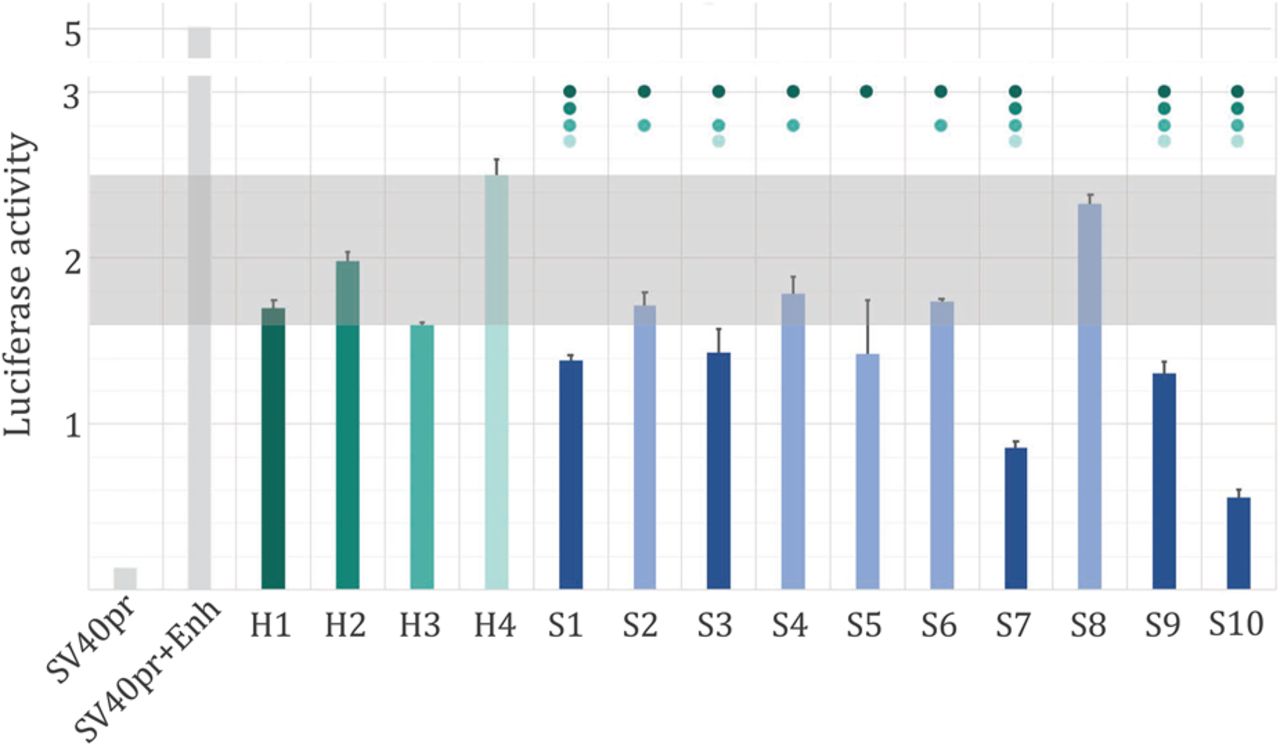 Luciferase activity
5
3
2
1
SV40pr
SV40pr+Enh
H1 H2 H3 H4 S1 S2 S3 S4 S5 S6 S7 S8 S9 S10